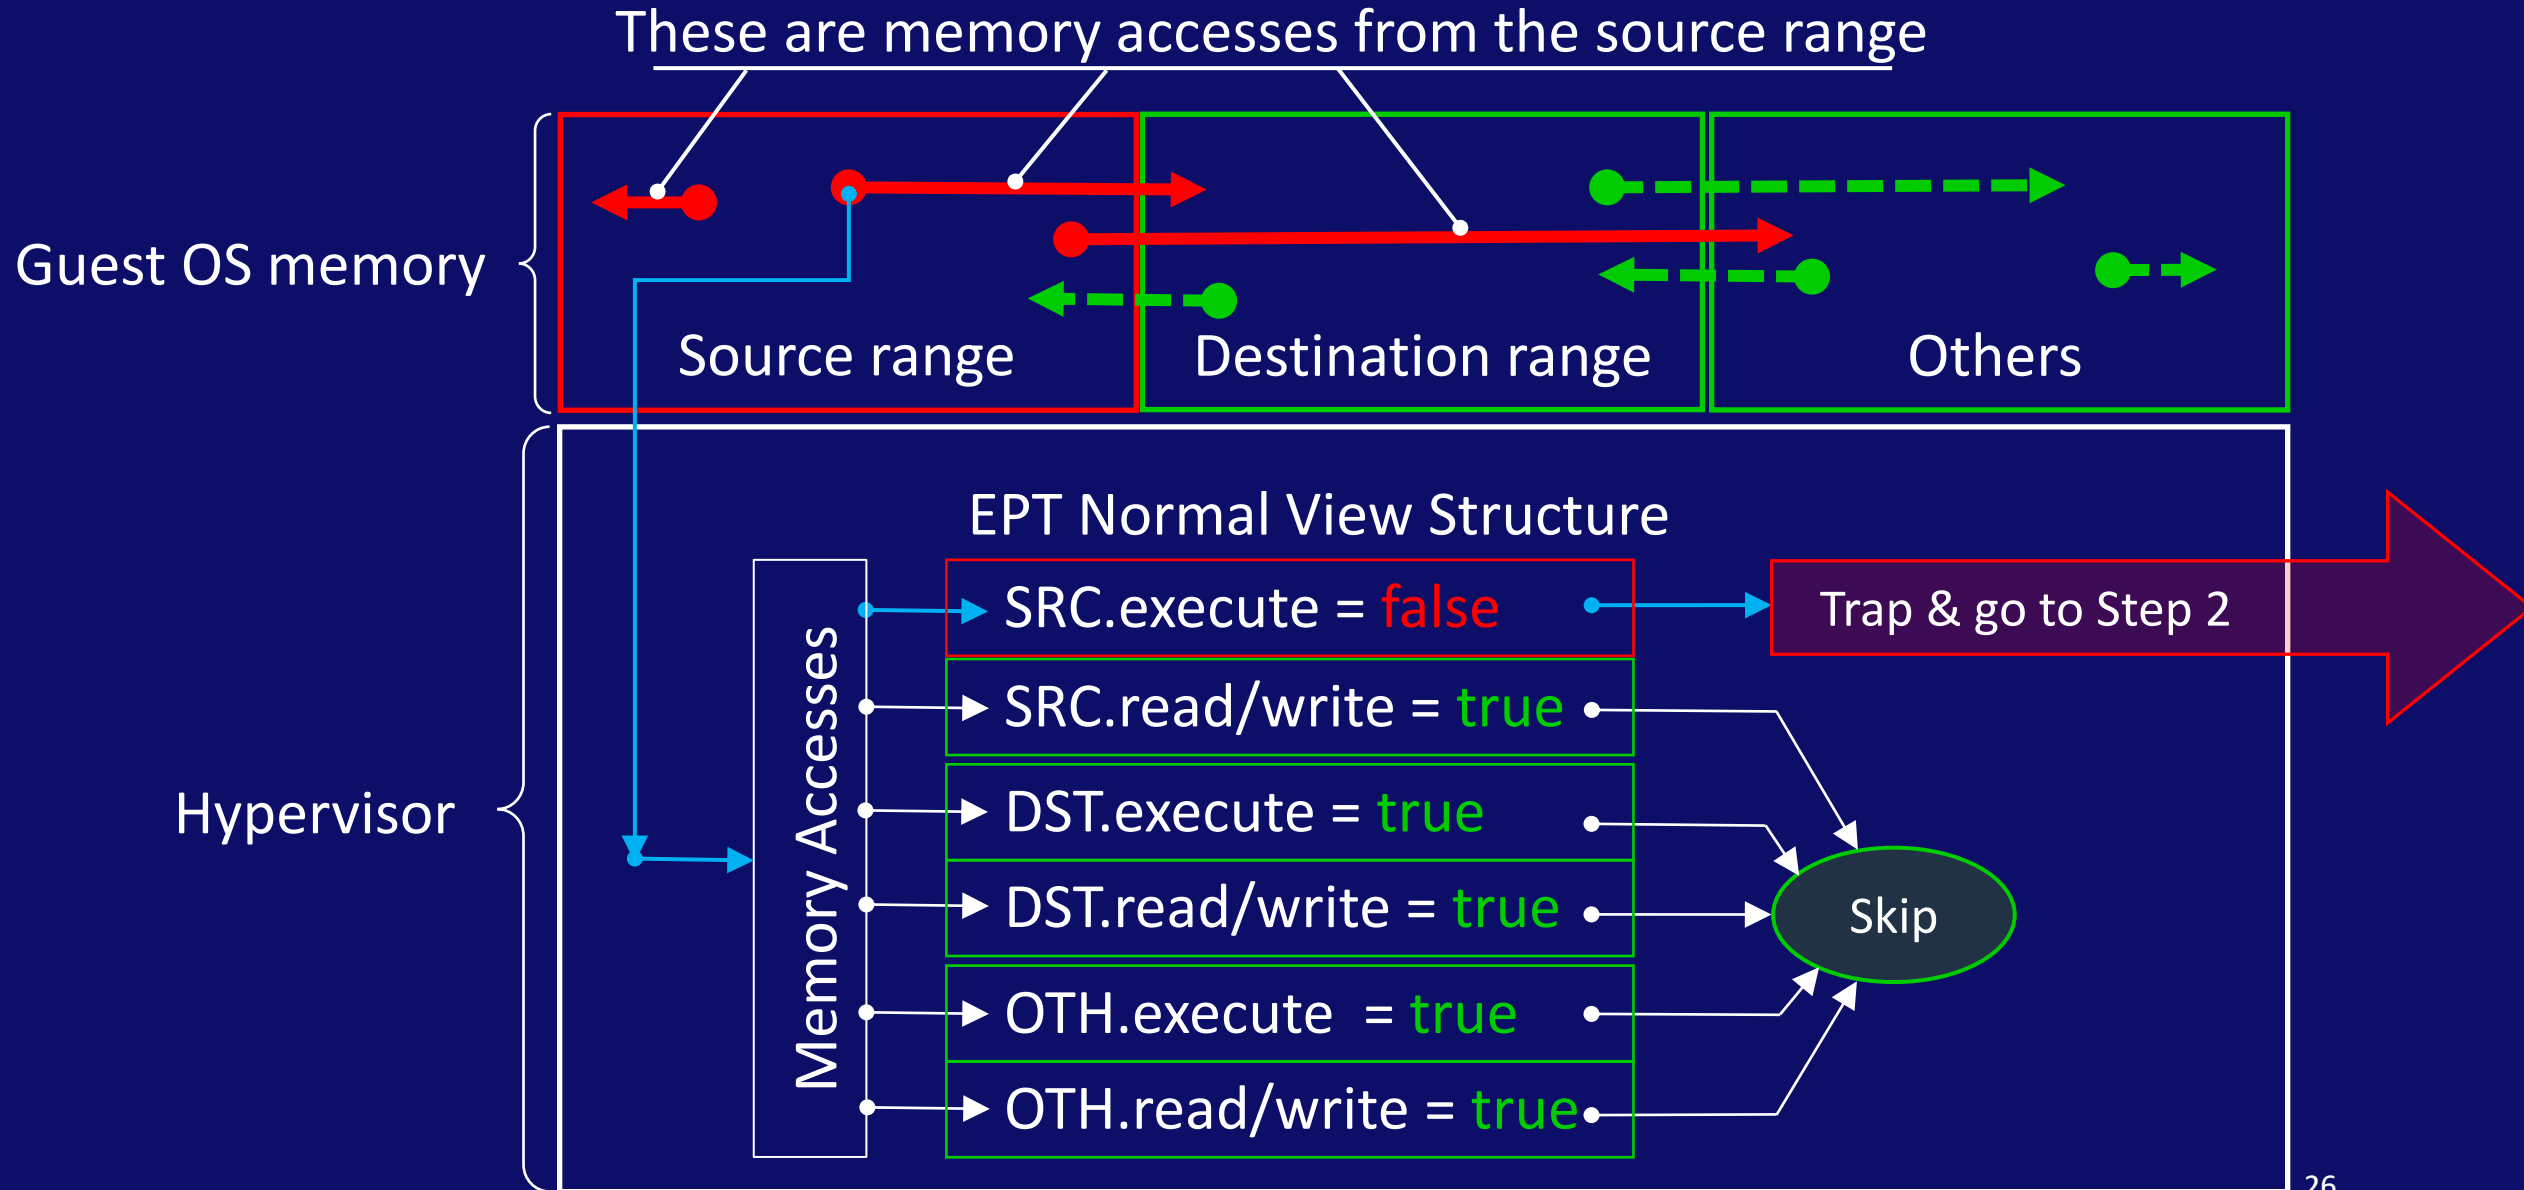 These are memory accesses from the source range
Guest OS memory
Source range
Destination range
Others
Hypervisor
EPT Normal View Structure
Memory Accesses
SRC.execute = false
Trap & go to Step 2
SRC.read/write = true
DST.execute = true
DST.read/write = true
Skip
OTH.execute = true
OTH.read/write = true
26